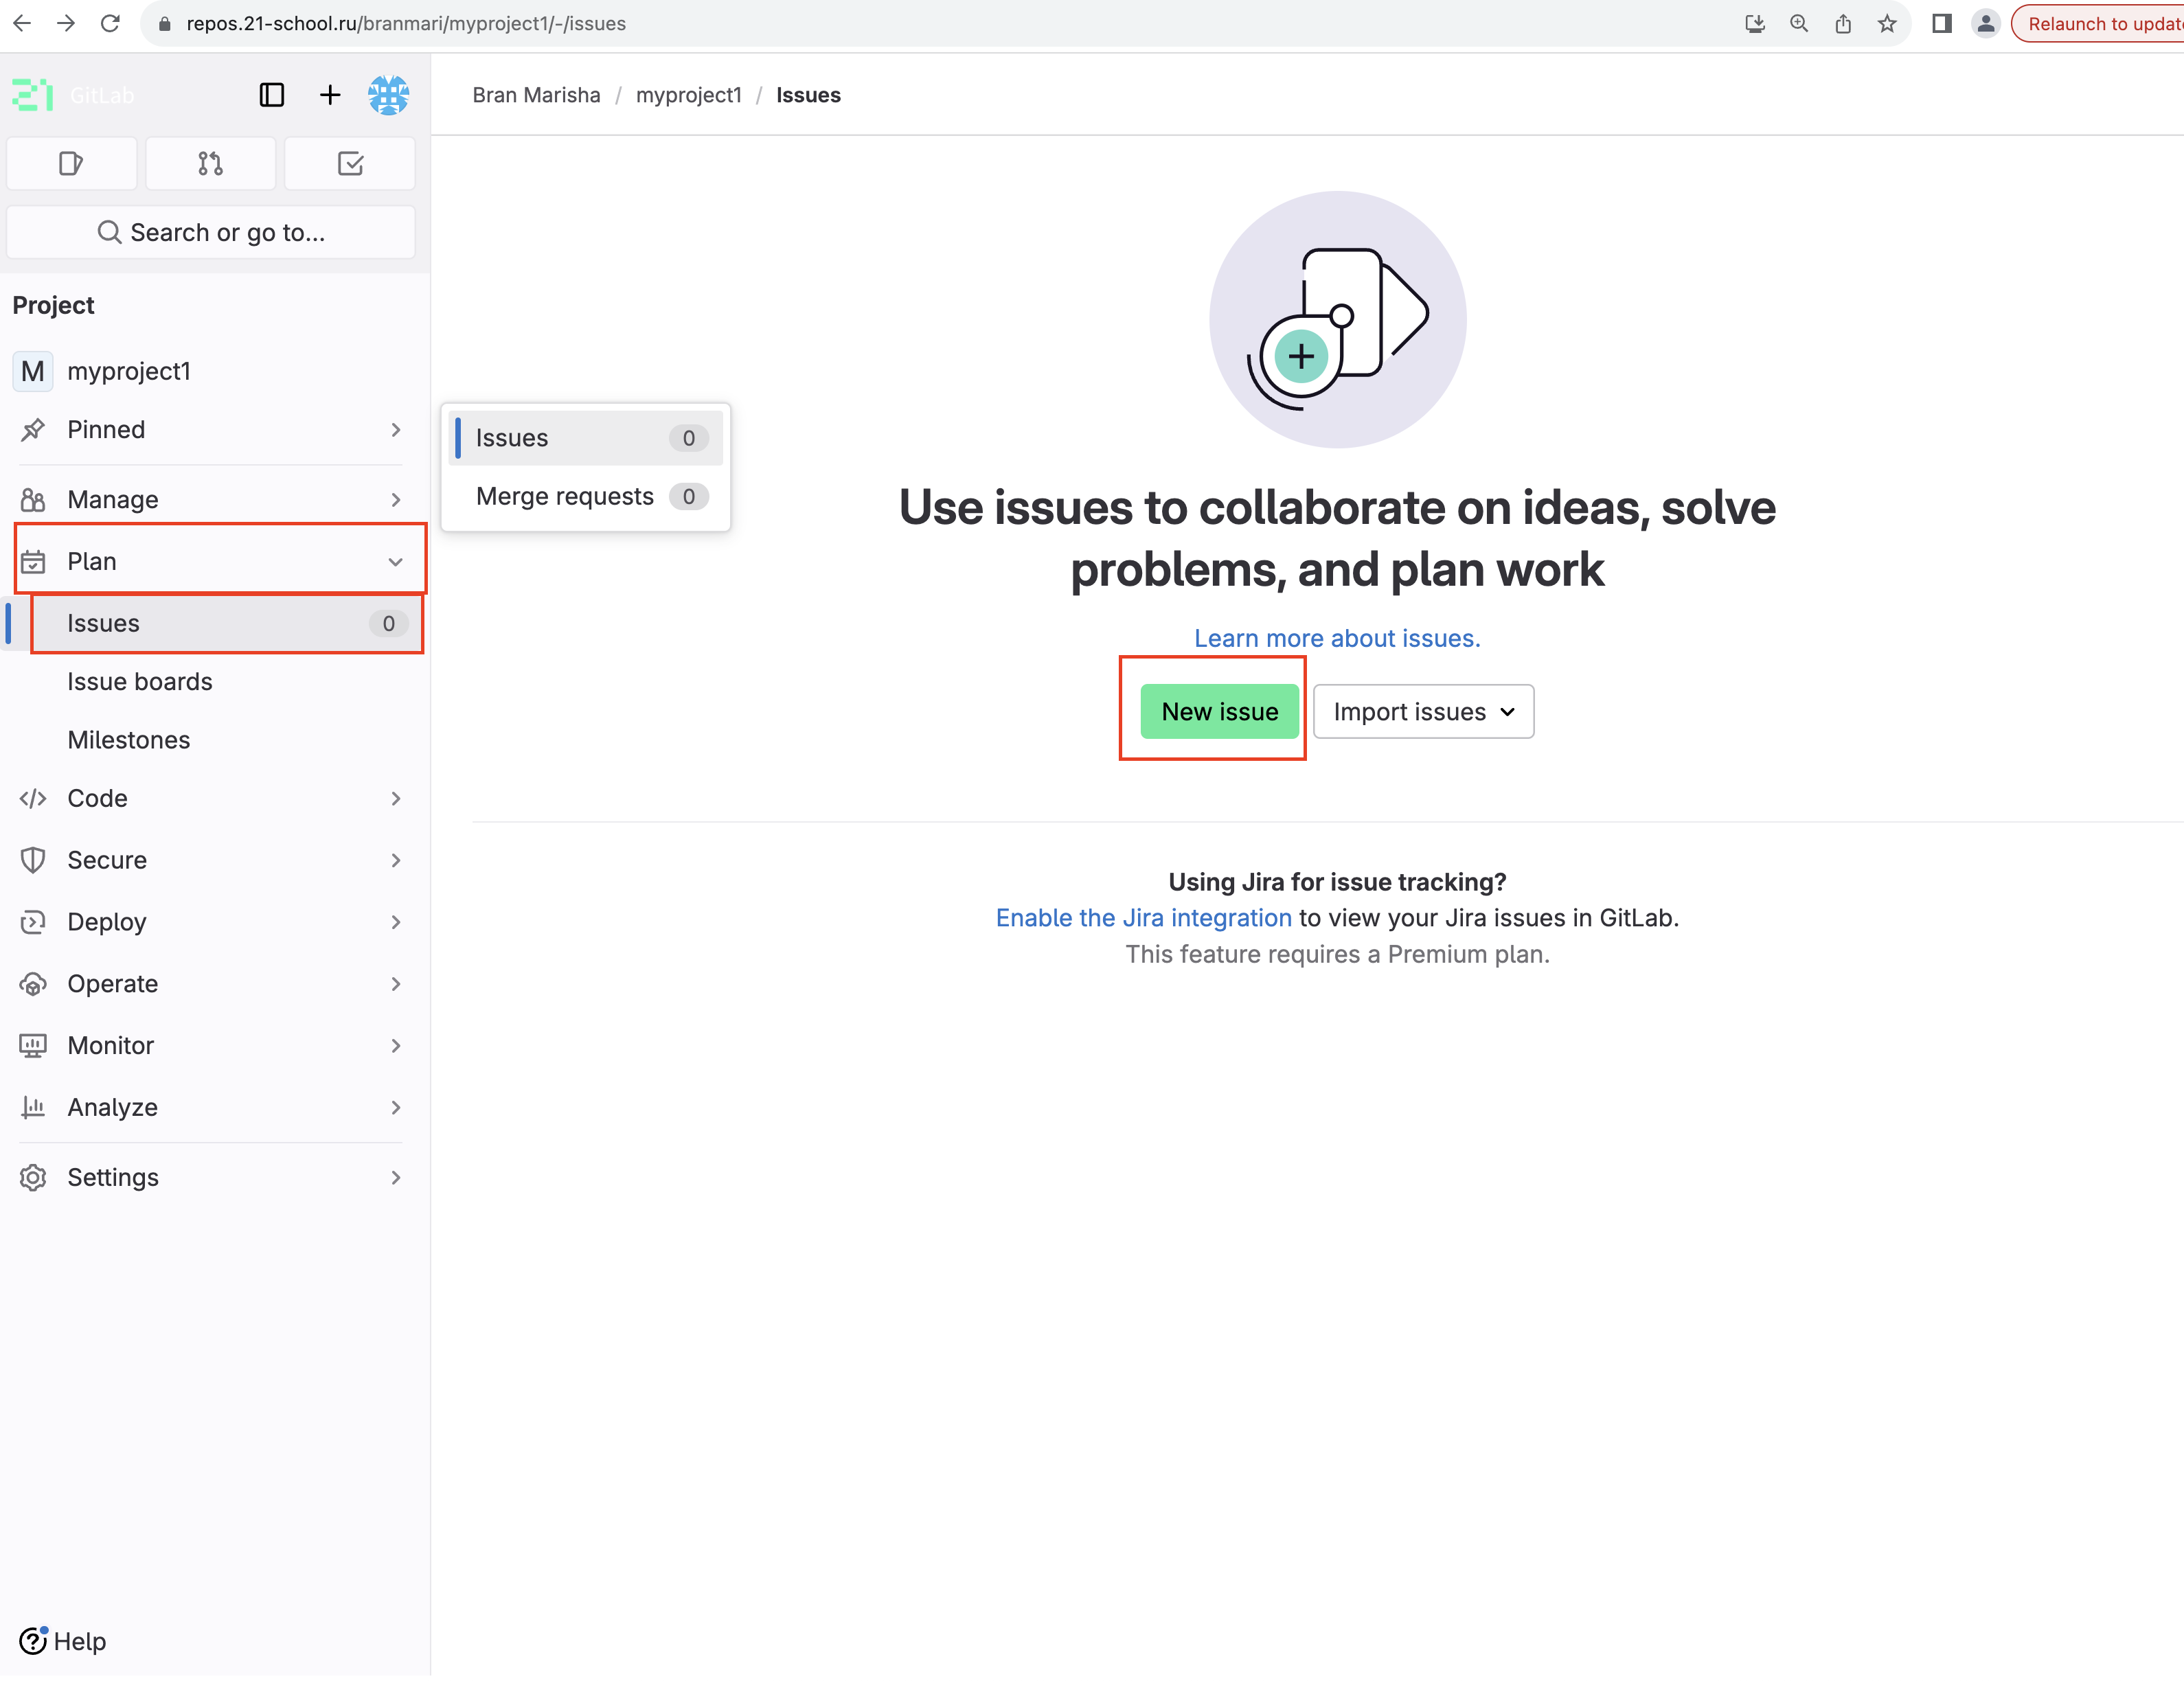 repos.21-school.ru/branmari/myproject1/-/issues
Relaunch to update
21 GitLab
Bran Marisha / myproject1 / Issues
Search or go to...
Project
M myproject1
Pinned
Manage
Plan
Issues 0
Issue boards
Milestones
Code
Secure
Deploy
Operate
Monitor
Analyze
Settings
Help
Issues 0
Merge requests 0
Use issues to collaborate on ideas, solve
problems, and plan work
Learn more about issues.
New issue
Import issues
Using Jira for issue tracking?
Enable the Jira integration to view your Jira issues in GitLab.
This feature requires a Premium plan.